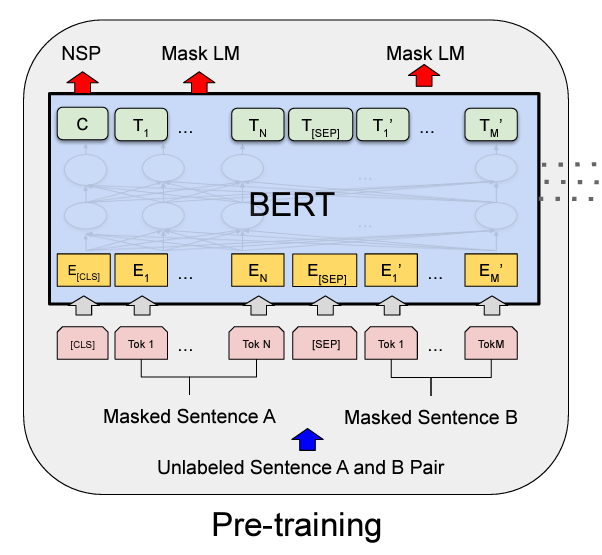 NSP Mask LM Mask LM
C T1 ... TN T[SEP] T1’ ... TM’
...
BERT
...
E[CLS] E1 ... EN E[SEP] E1’ ... EM’
[CLS] Tok 1 ... Tok N [SEP] Tok 1 ... TokM
Masked Sentence A Masked Sentence B
Unlabeled Sentence A and B Pair
Pre-training